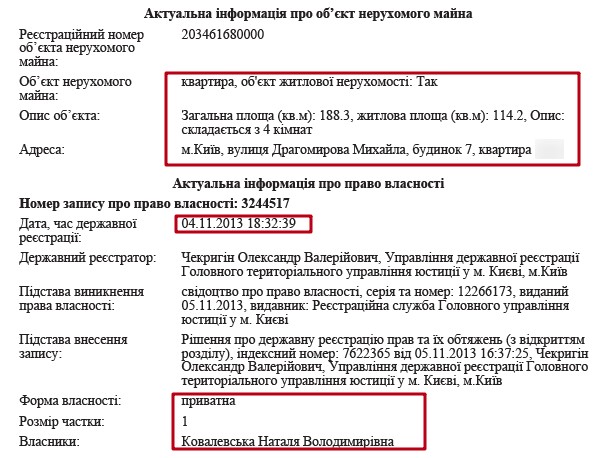 Актуальна інформація про об’єкт нерухомого майна
Реєстраційний номер об’єкта нерухомого майна: 203461680000
Об’єкт нерухомого майна: квартира, об'єкт житлової нерухомості: Так
Опис об’єкта: Загальна площа (кв.м): 188.3, житлова площа (кв.м): 114.2, Опис:
складається з 4 кімнат
Адреса: м.Київ, вулиця Драгомирова Михайла, будинок 7, квартира
Актуальна інформація про право власності
Номер запису про право власності: 3244517
Дата, час державної реєстрації: 04.11.2013 18:32:39
Державний реєстратор: Чекригін Олександр Валерійович, Управління державної реєстрації
Головного територіального управління юстиції у м. Києві, м.Київ
Підстава виникнення права власності: свідоцтво про право власності, серія та номер: 12266173, виданий
05.11.2013, видавник: Реєстраційна служба Головного управління
юстиції у м. Києві
Підстава внесення запису: Рішення про державну реєстрацію прав та їх обтяжень (з відкриттям
розділу), індексний номер: 7622365 від 05.11.2013 16:37:25, Чекригін
Олександр Валерійович, Управління державної реєстрації Головного
територіального управління юстиції у м. Києві, м.Київ
Форма власності: приватна
Розмір частки: 1
Власники: Ковалевська Наталя Володимирівна